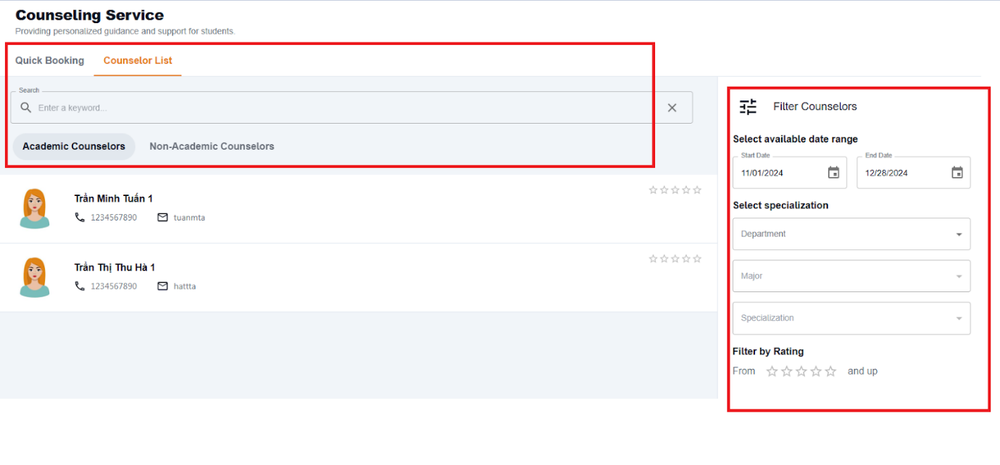 Counseling Service
Providing personalized guidance and support for students.
Quick Booking Counselor List
Search
Enter a keyword...
Academic Counselors Non-Academic Counselors
Trần Minh Tuấn 1
1234567890 tuanmta
Trần Thị Thu Hà 1
1234567890 hattta
Filter Counselors
Select available date range
Start Date End Date
11/01/2024 12/28/2024
Select specialization
Department
Major
Specialization
Filter by Rating
From and up